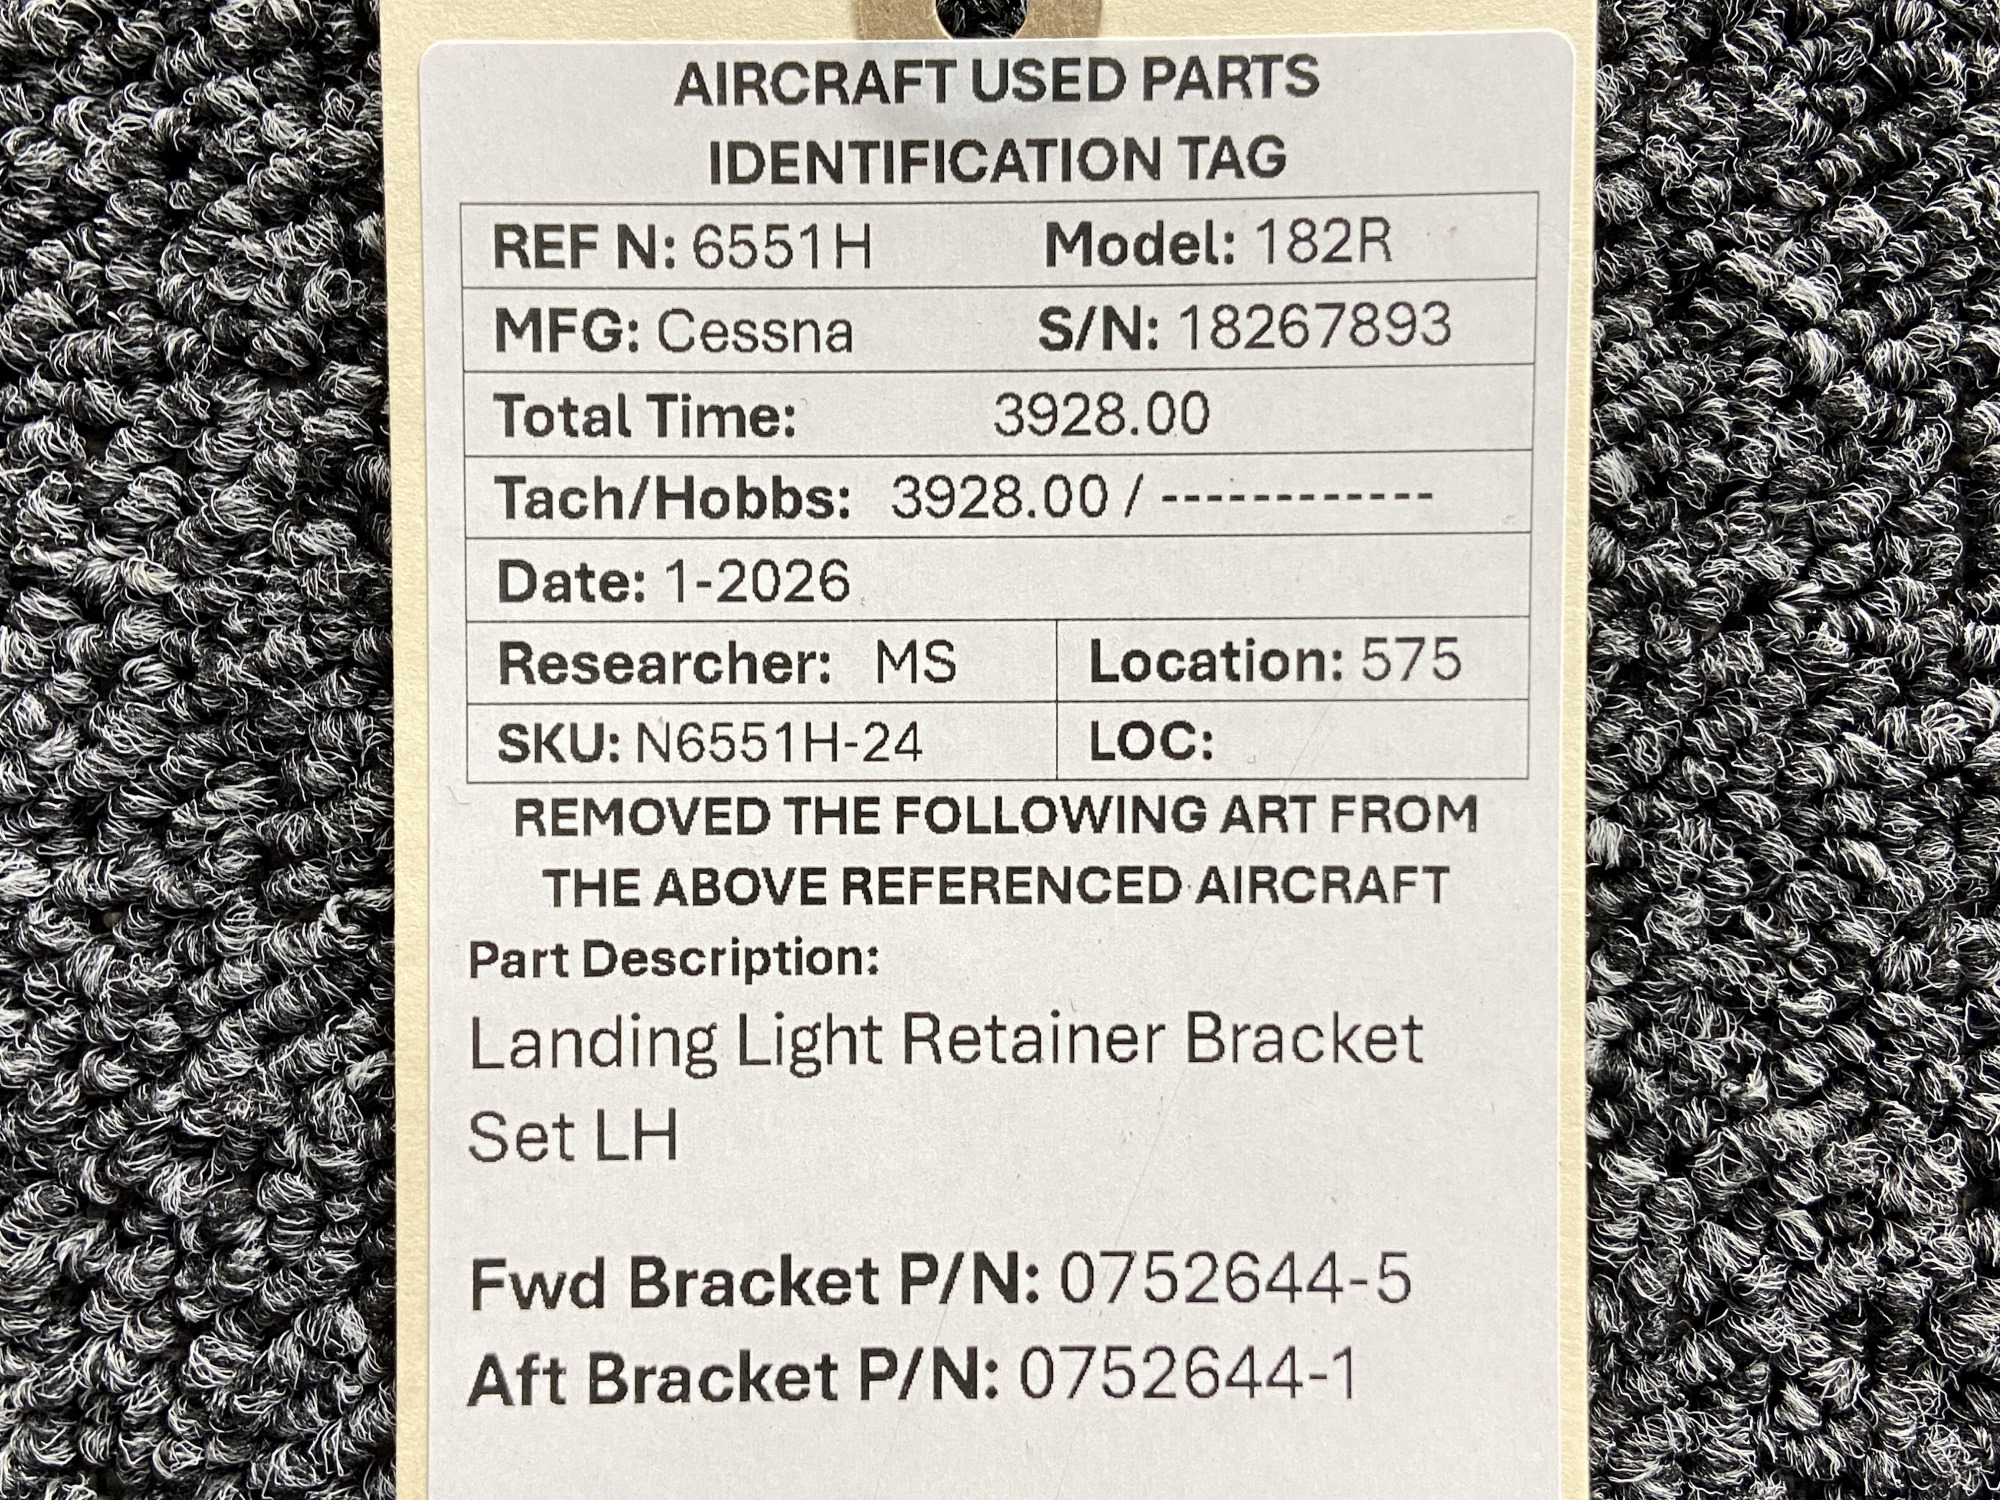 AIRCRAFT USED PARTS
IDENTIFICATION TAG
REF N: 6551H Model: 182R
MFG: Cessna S/N: 18267893
Total Time: 3928.00
Tach/Hobbs: 3928.00 / ------------
Date: 1-2026
Researcher: MS Location: 575
SKU: N6551H-24 LOC:
REMOVED THE FOLLOWING ART FROM
THE ABOVE REFERENCED AIRCRAFT
Part Description:
Landing Light Retainer Bracket
Set LH
Fwd Bracket P/N: 0752644-5
Aft Bracket P/N: 0752644-1